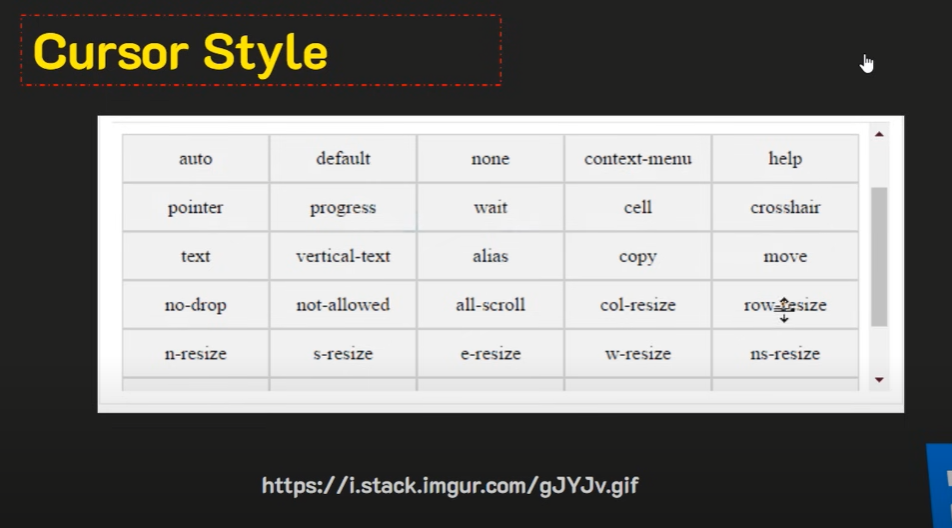 Cursor Style
auto default none context-menu help
pointer progress wait cell crosshair
text vertical-text alias copy move
no-drop not-allowed all-scroll col-resize row-resize
n-resize s-resize e-resize w-resize ns-resize
https://i.stack.imgur.com/gJYJv.gif